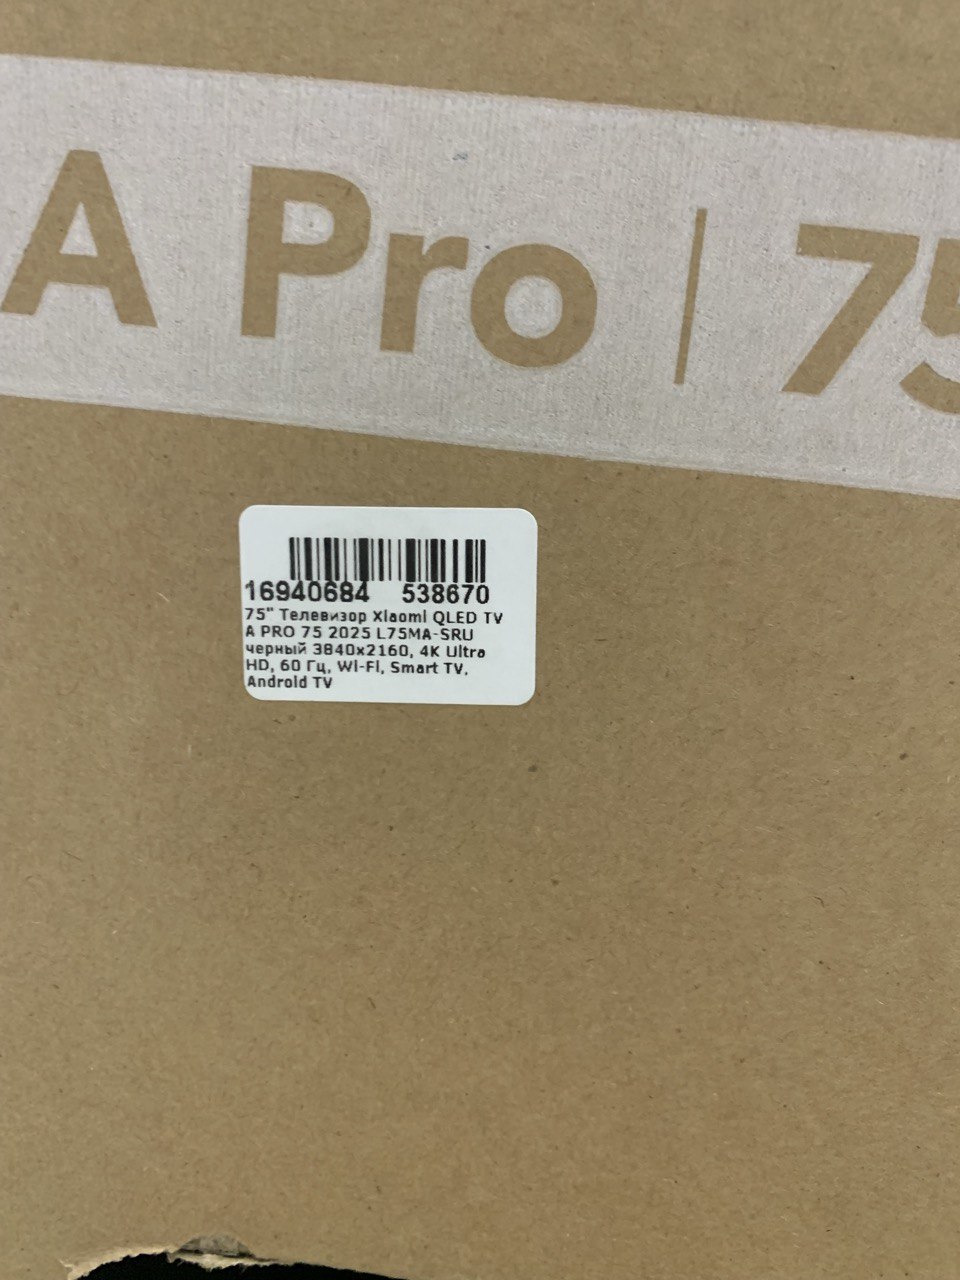 A Pro | 75
16940684 538670
75" Телевизор Xiaomi QLED TV
A PRO 75 2025 L75MA-SRU
черный 3840x2160, 4K Ultra
HD, 60 Гц, Wi-Fi, Smart TV,
Android TV